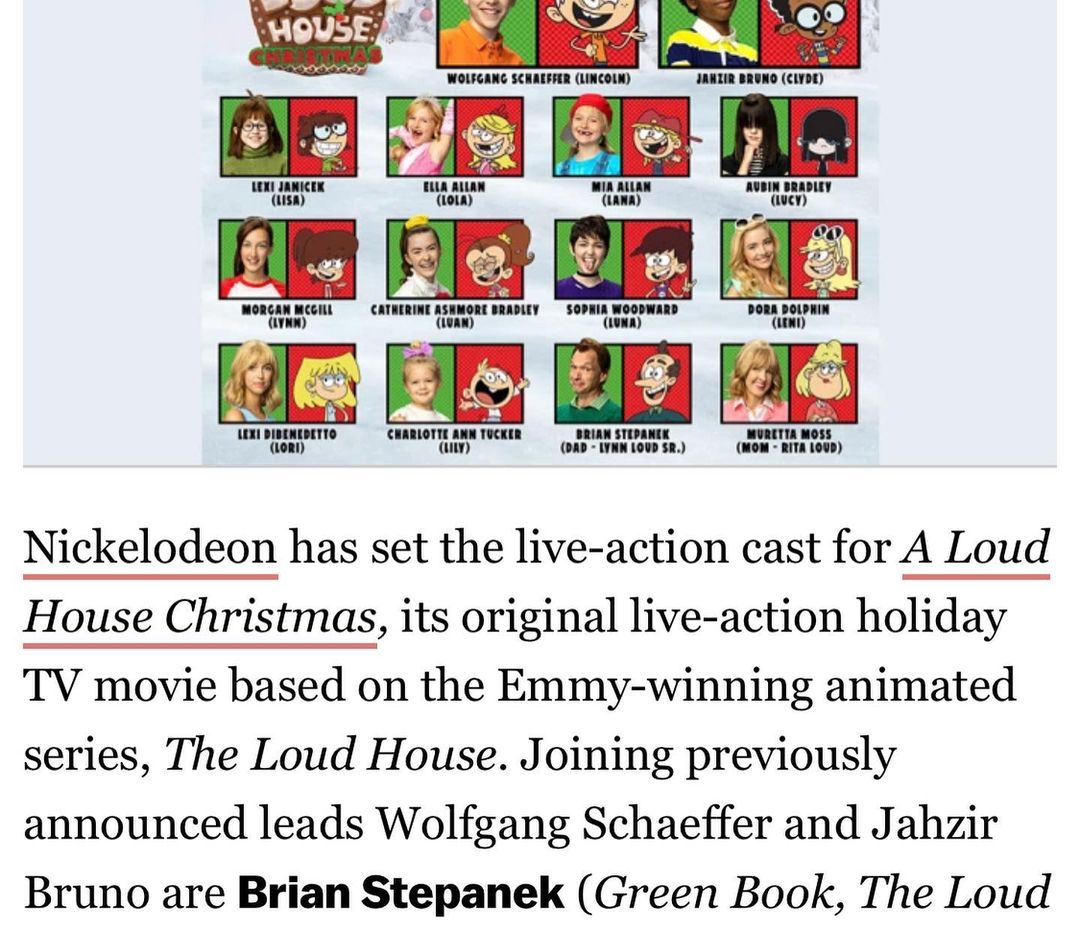 HOUSE
CHRISTMAS
WOLFGANG SCHAEFFER (LINCOLN)
JAHZIR BRUNO (CLYDE)
LEXI JANICEK
(LISA)
ELLA ALLAN
(LOLA)
MIA ALLAN
(LANA)
AUBIN BRADLEY
(LUCY)
MORGAN MCGILL
(LYNN)
CATHERINE ASHMORE BRADLEY
(LUAN)
SOPHIA WOODWARD
(LUNA)
DORA DOLPHIN
(LENI)
LEXI DIBENEDETTO
(LORI)
CHARLOTTE ANN TUCKER
(LILY)
BRIAN STEPANEK
(DAD - LYNN LOUD SR.)
MURETTA MOSS
(MOM - RITA LOUD)
Nickelodeon has set the live-action cast for A Loud
House Christmas, its original live-action holiday
TV movie based on the Emmy-winning animated
series, The Loud House. Joining previously
announced leads Wolfgang Schaeffer and Jahzir
Bruno are Brian Stepanek (Green Book, The Loud